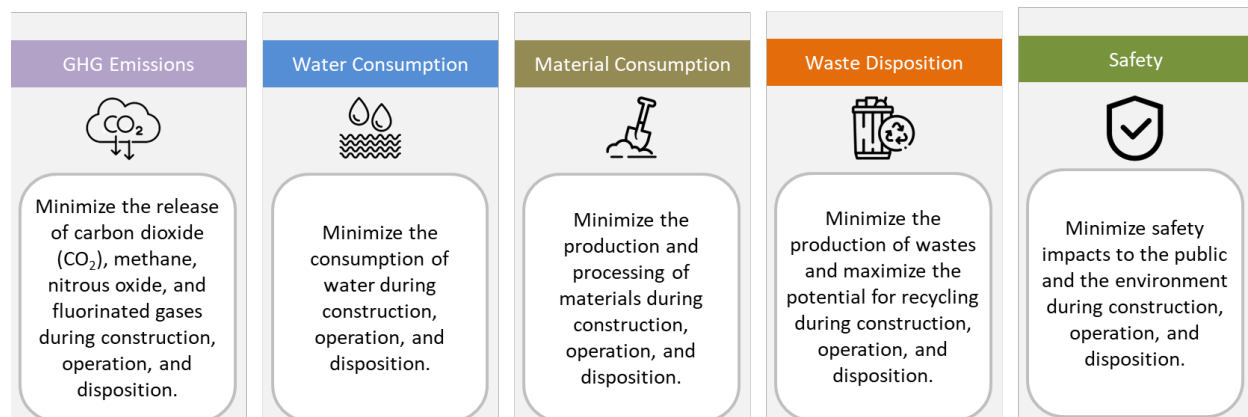 GHG Emissions
CO₂
Minimize the release
of carbon dioxide
(CO₂), methane,
nitrous oxide, and
fluorinated gases
during construction,
operation, and
disposition.
Water Consumption
Minimize the
consumption of
water during
construction,
operation, and
disposition.
Material Consumption
Minimize the
production and
processing of
materials during
construction,
operation, and
disposition.
Waste Disposition
Minimize the
production of wastes
and maximize the
potential for recycling
during construction,
operation, and
disposition.
Safety
Minimize safety
impacts to the public
and the environment
during construction,
operation, and
disposition.